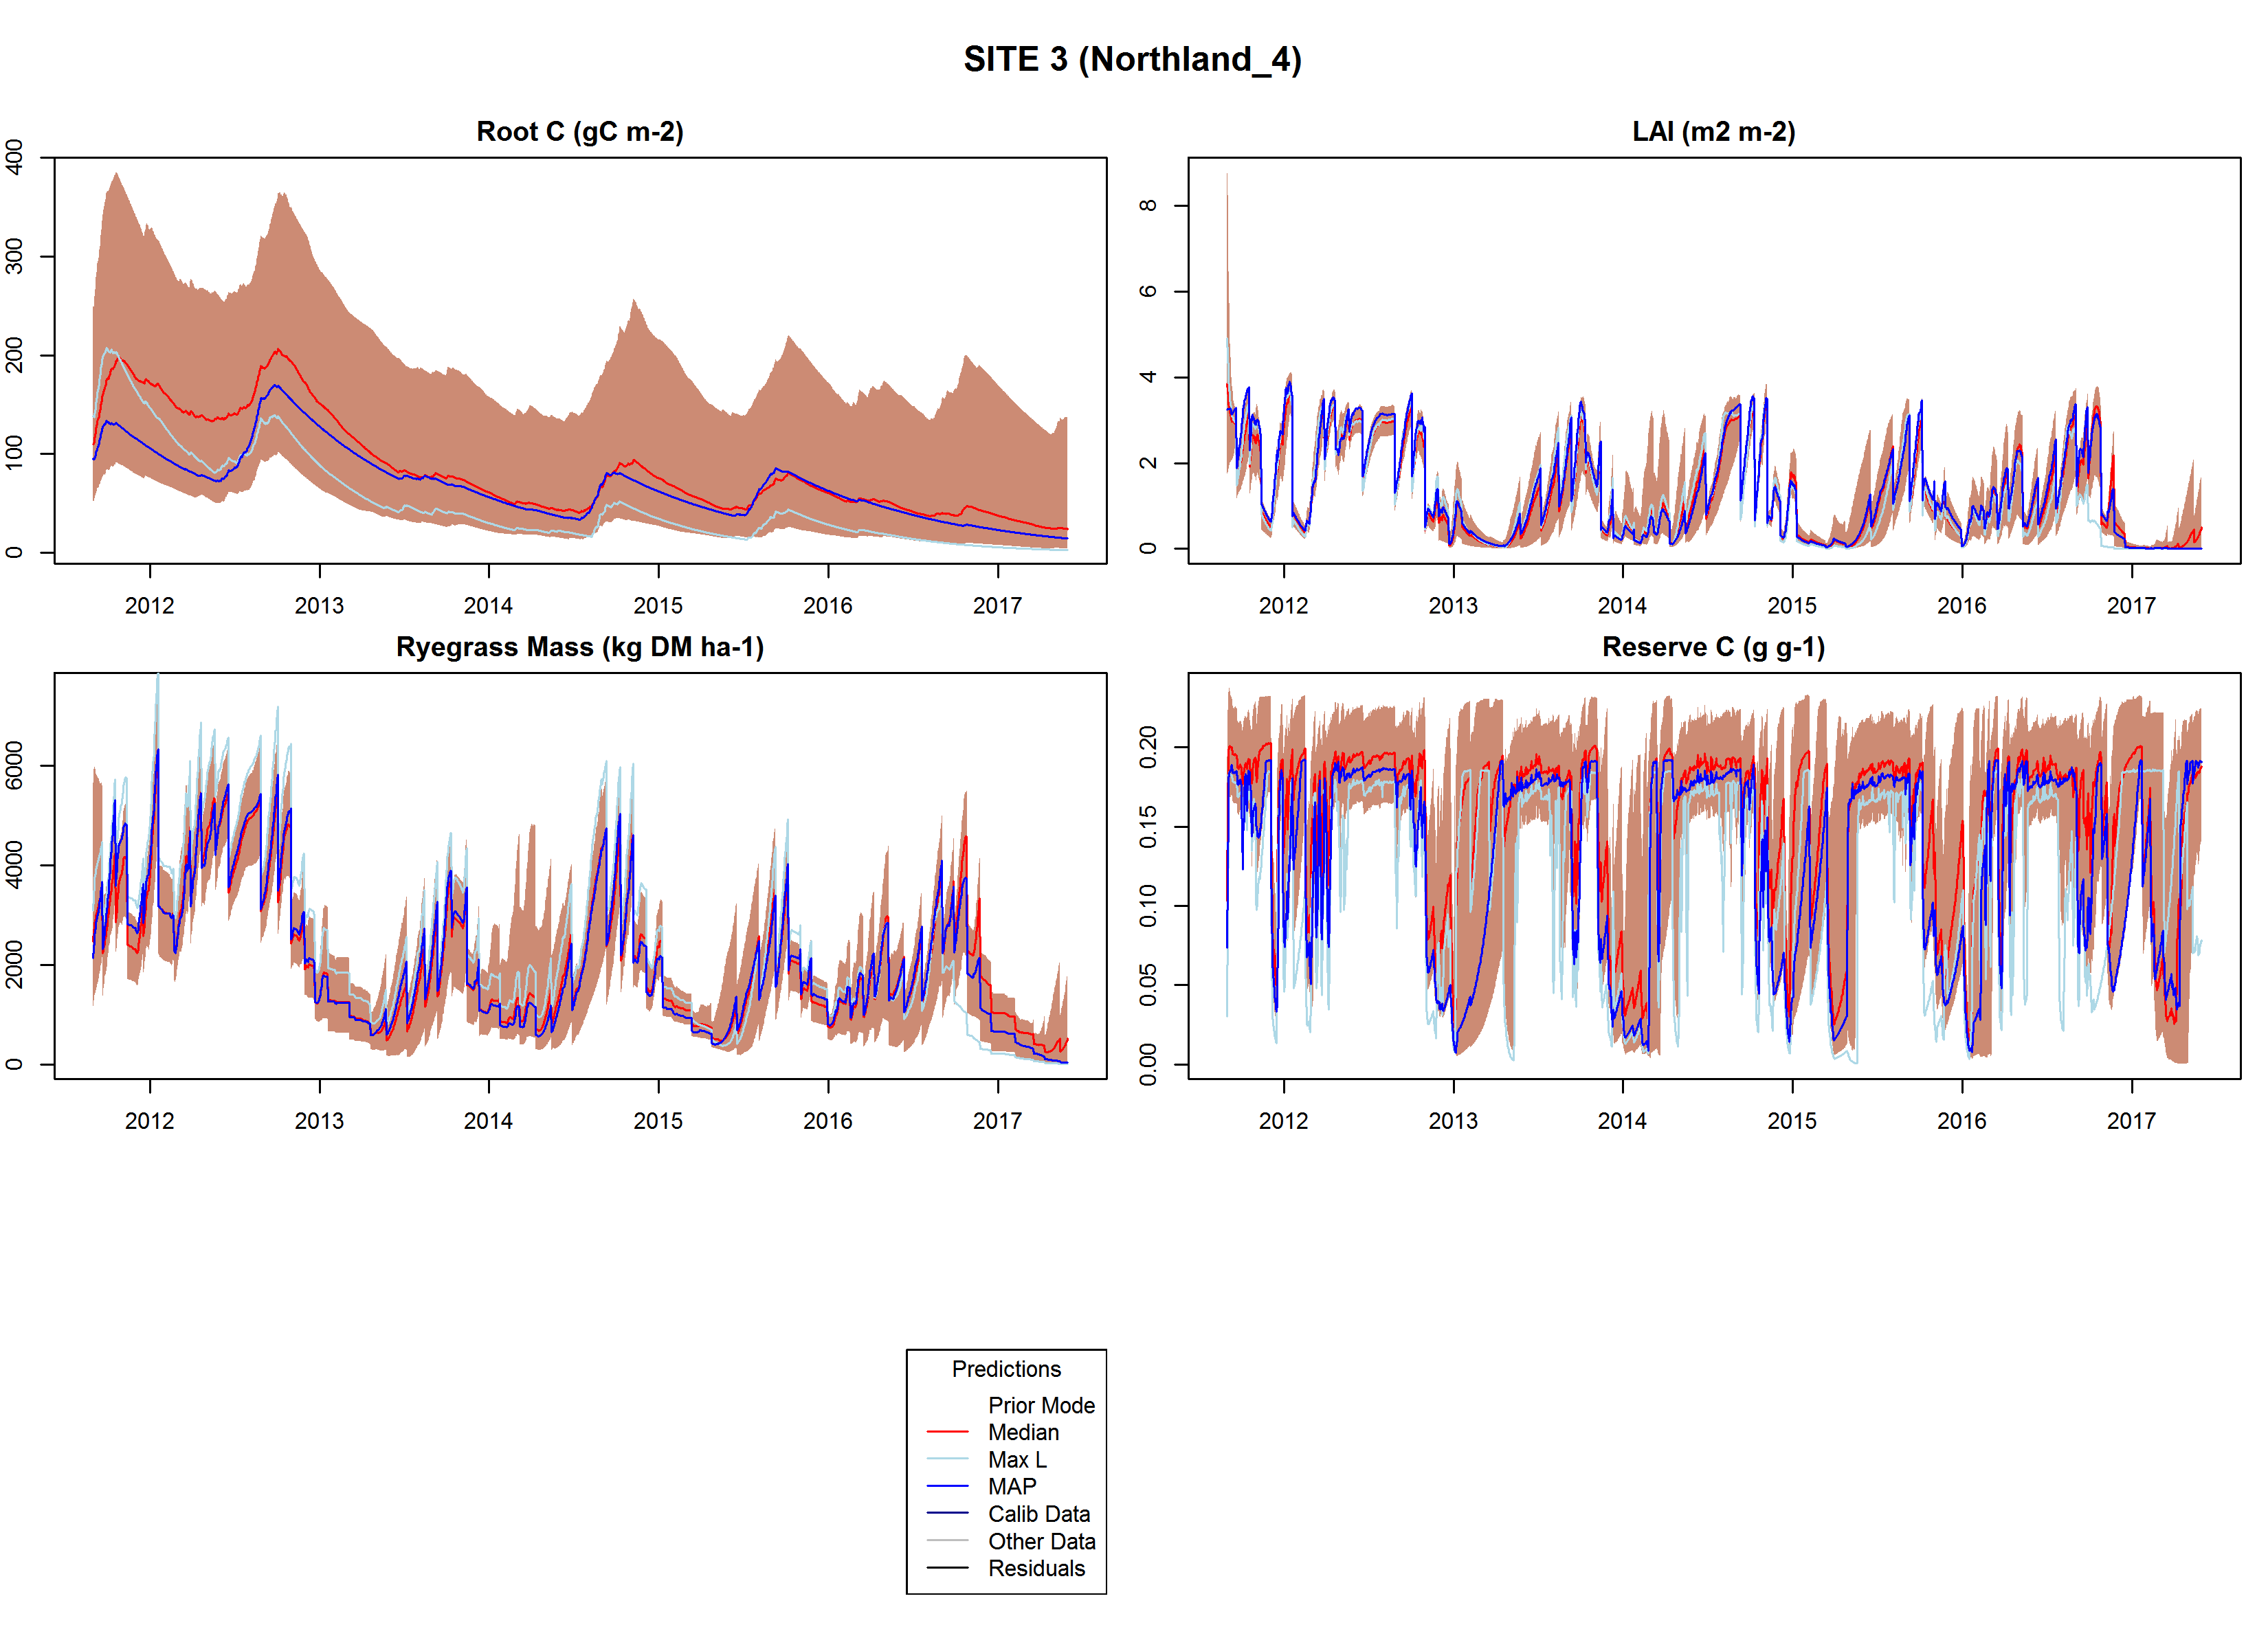 SITE 3 (Northland_4)
Root C (gC m-2)
0 100 200 300 400
2012 2013 2014 2015 2016 2017
LAI (m2 m-2)
0 2 4 6 8
2012 2013 2014 2015 2016 2017
Ryegrass Mass (kg DM ha-1)
0 2000 4000 6000
2012 2013 2014 2015 2016 2017
Reserve C (g g-1)
0.00 0.05 0.10 0.15 0.20
2012 2013 2014 2015 2016 2017
Predictions
Prior Mode
Median
Max L
MAP
Calib Data
Other Data
Residuals